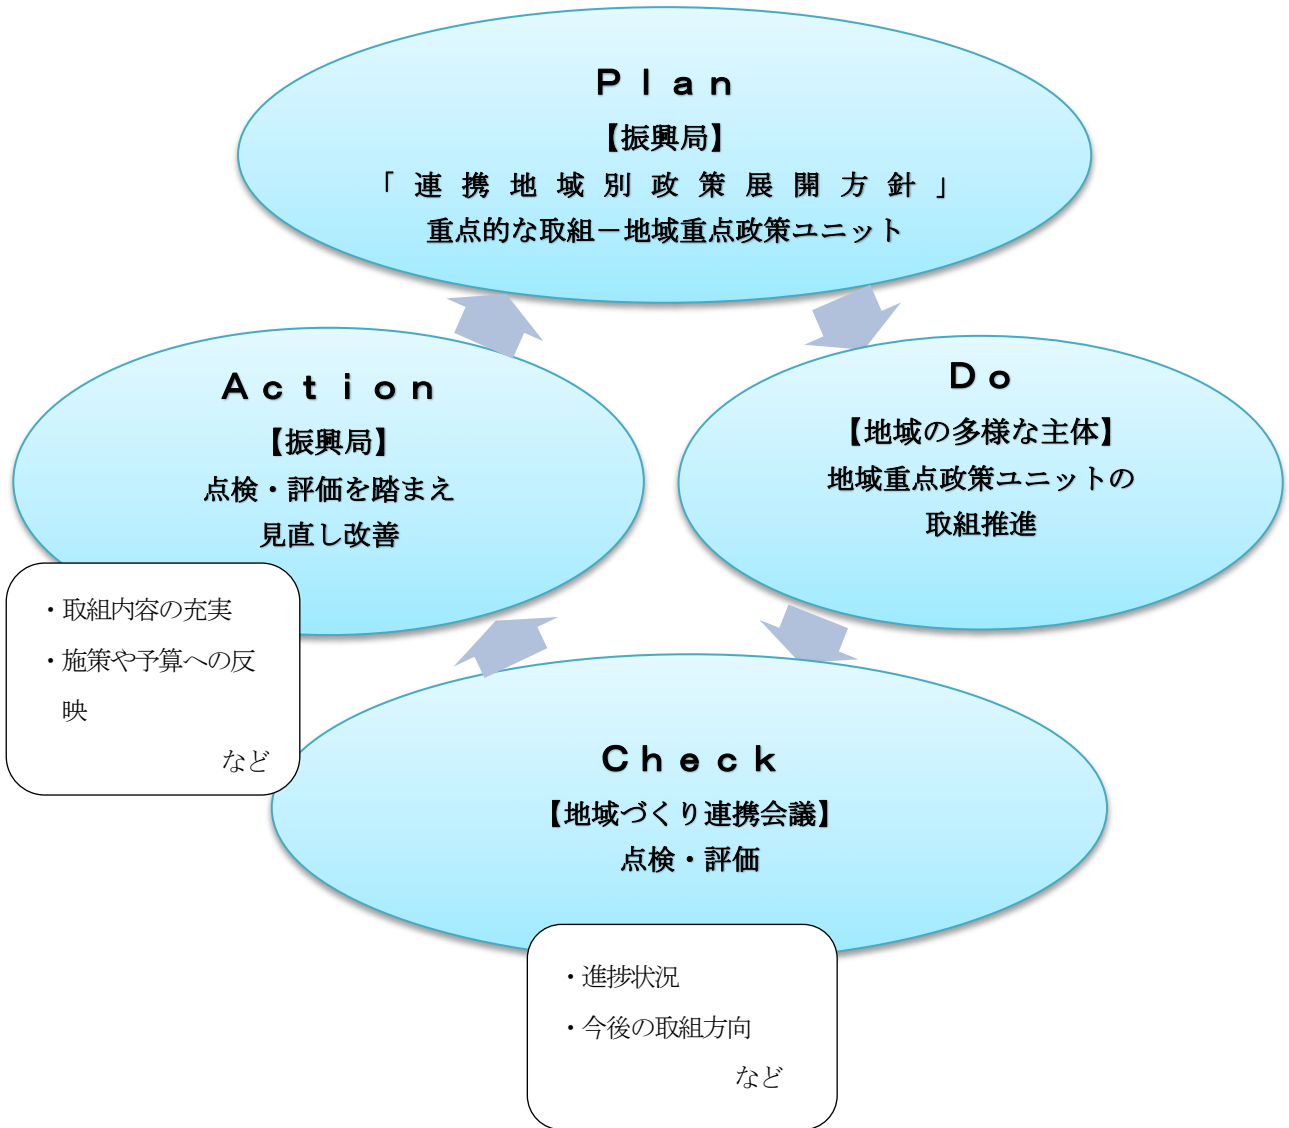 Ｐｌａｎ
【振興局】
「連携地域別政策展開方針」
重点的な取組－地域重点政策ユニット
Ｄｏ
【地域の多様な主体】
地域重点政策ユニットの
取組推進
Ｃｈｅｃｋ
【地域づくり連携会議】
点検・評価
・進捗状況
・今後の取組方向
など
Ａｃｔｉｏｎ
【振興局】
点検・評価を踏まえ
見直し改善
・取組内容の充実
・施策や予算への反
映
など